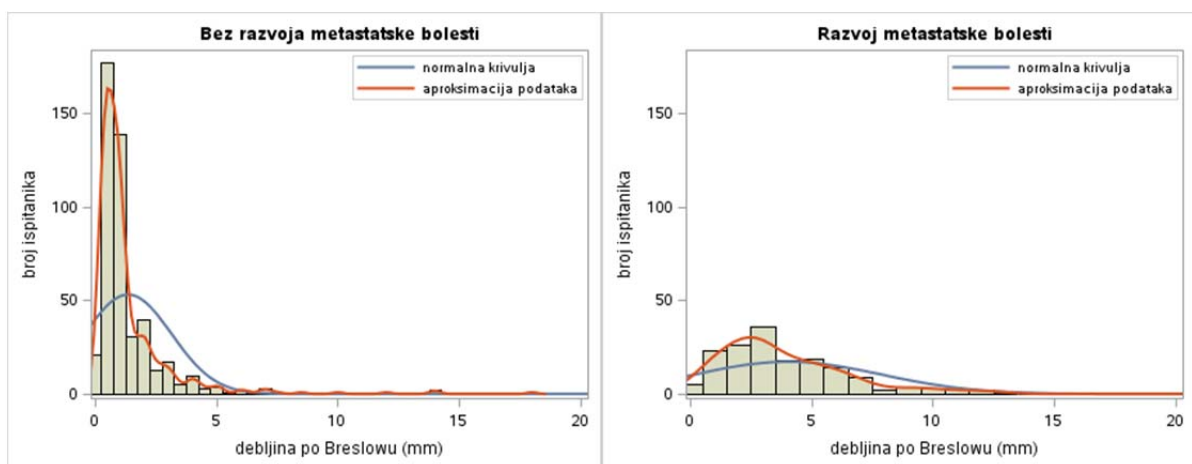 Bez razvoja metastatske bolesti
normalna krivulja
aproksimacija podataka
150
100
50
0
broj ispitanika
0 5 10 15 20
debljina po Breslowu (mm)
Razvoj metastatske bolesti
normalna krivulja
aproksimacija podataka
150
100
50
0
broj ispitanika
0 5 10 15 20
debljina po Breslowu (mm)